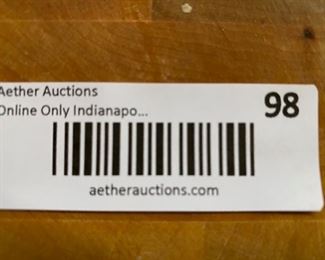 Aether Auctions
Online Only Indianapo...
98
aetherauctions.com